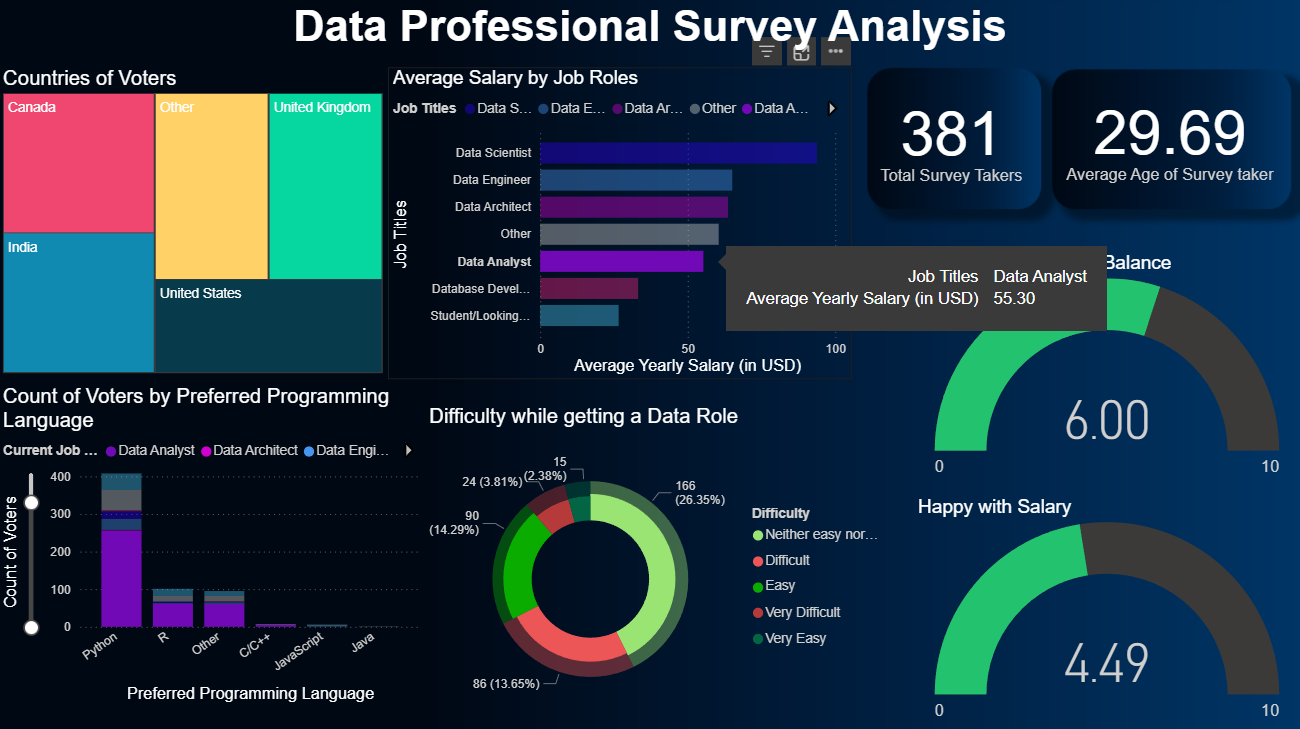 Data Professional Survey Analysis
Countries of Voters
Canada
Other
United Kingdom
India
United States
Average Salary by Job Roles
Job Titles
Data S...
Data E...
Data Ar...
Other
Data A...
Job Titles
Data Scientist
Data Engineer
Data Architect
Other
Data Analyst
Database Devel...
Student/Looking...
0
50
100
Average Yearly Salary (in USD)
Job Titles Data Analyst
Average Yearly Salary (in USD) 55.30
381
Total Survey Takers
29.69
Average Age of Survey taker
Balance
6.00
0
10
Count of Voters by Preferred Programming
Language
Current Job ...
Data Analyst
Data Architect
Data Engi...
Count of Voters
400
300
200
100
0
Python
R
Other
C/C++
JavaScript
Java
Preferred Programming Language
Difficulty while getting a Data Role
15
(2.38%)
24 (3.81%)
166
(26.35%)
90
(14.29%)
86 (13.65%)
Difficulty
Neither easy nor...
Difficult
Easy
Very Difficult
Very Easy
Happy with Salary
4.49
0
10